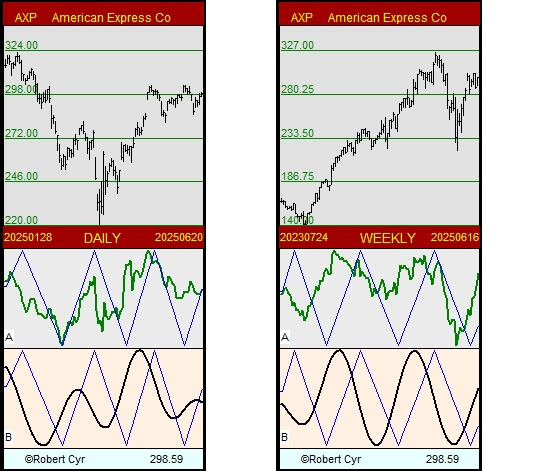 AXP American Express Co
324.00
298.00
272.00
246.00
220.00
20250128 DAILY 20250620
A
B
©Robert Cyr 298.59
AXP American Express Co
327.00
280.25
233.50
186.75
140.00
20230724 WEEKLY 20250616
A
B
©Robert Cyr 298.59